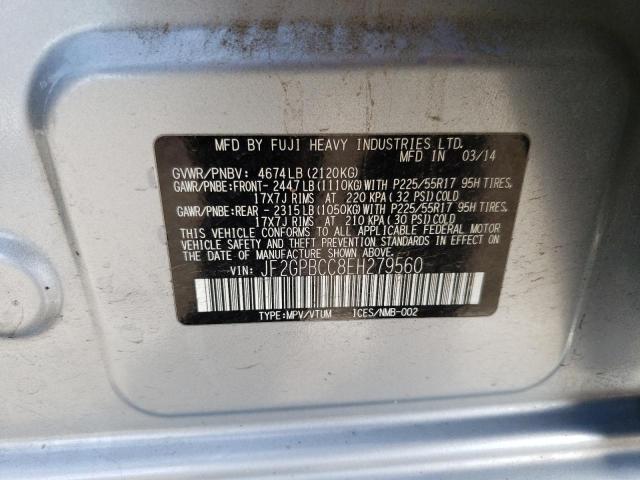 MFD BY FUJI HEAVY INDUSTRIES LTD.
MFD IN 03/14
GVWR/PNBV: 4674LB(2120KG)
GAWR/PNBE:FRONT-2447LB(1110KG)WITH P225/55R17 95H TIRES,
17X7J RIMS AT 220 KPA(32 PSI)COLD
GAWR/PNBE:REAR -2315LB(1050KG)WITH P225/55R17 95H TIRES,
17X7J RIMS AT 210 KPA(30 PSI)COLD
THIS VEHICLE CONFORMS TO ALL APPLICABLE FEDERAL MOTOR
VEHICLE SAFETY AND THEFT PREVENTION STANDARDS IN EFFECT ON
THE DATE OF MANUFACTURE SHOWN ABOVE.
VIN: JF2GPBCC8EH279560
TYPE:MPV/VTUM ICES/NMB-002